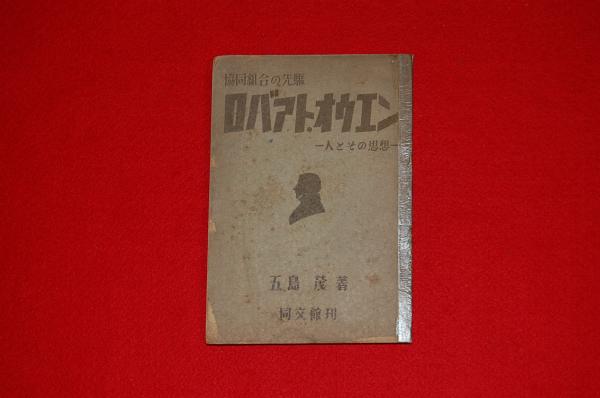 協同組合の先駆
ロバアト・オウエン
—人とその思想—
五島 茂 著
同文館刊